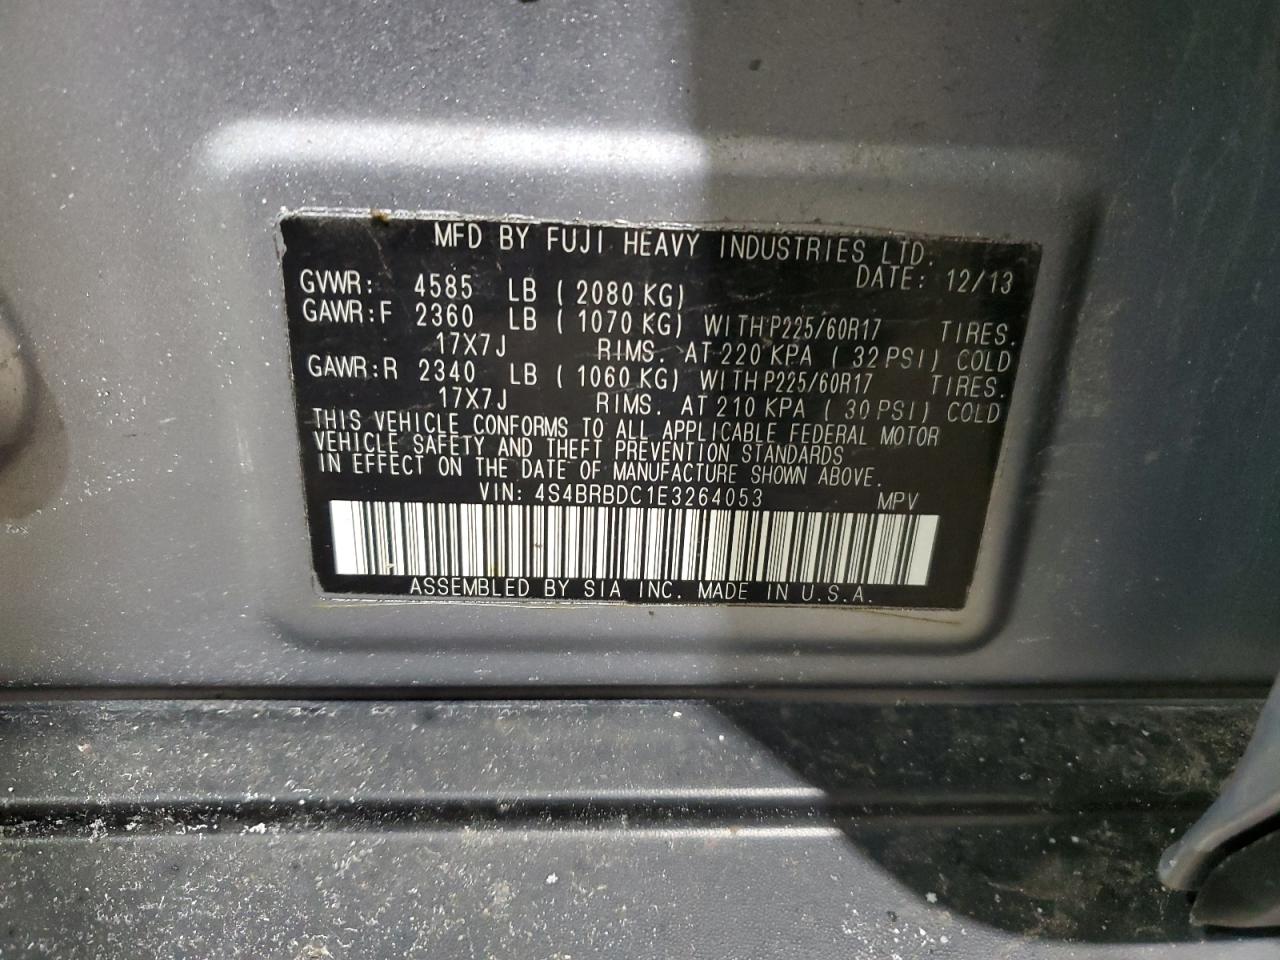 MFD BY FUJI HEAVY INDUSTRIES LTD.
DATE: 12/13
GVWR: 4585 LB ( 2080 KG)
GAWR:F 2360 LB ( 1070 KG) WITH P225/60R17 TIRES.
17X7J RIMS. AT 220 KPA ( 32 PSI) COLD
GAWR:R 2340 LB ( 1060 KG) WITH P225/60R17 TIRES.
17X7J RIMS. AT 210 KPA ( 30 PSI) COLD
THIS VEHICLE CONFORMS TO ALL APPLICABLE FEDERAL MOTOR
VEHICLE SAFETY AND THEFT PREVENTION STANDARDS
IN EFFECT ON THE DATE OF MANUFACTURE SHOWN ABOVE.
VIN: 4S4BRBDC1E3264053 MPV
ASSEMBLED BY SIA INC. MADE IN U.S.A.